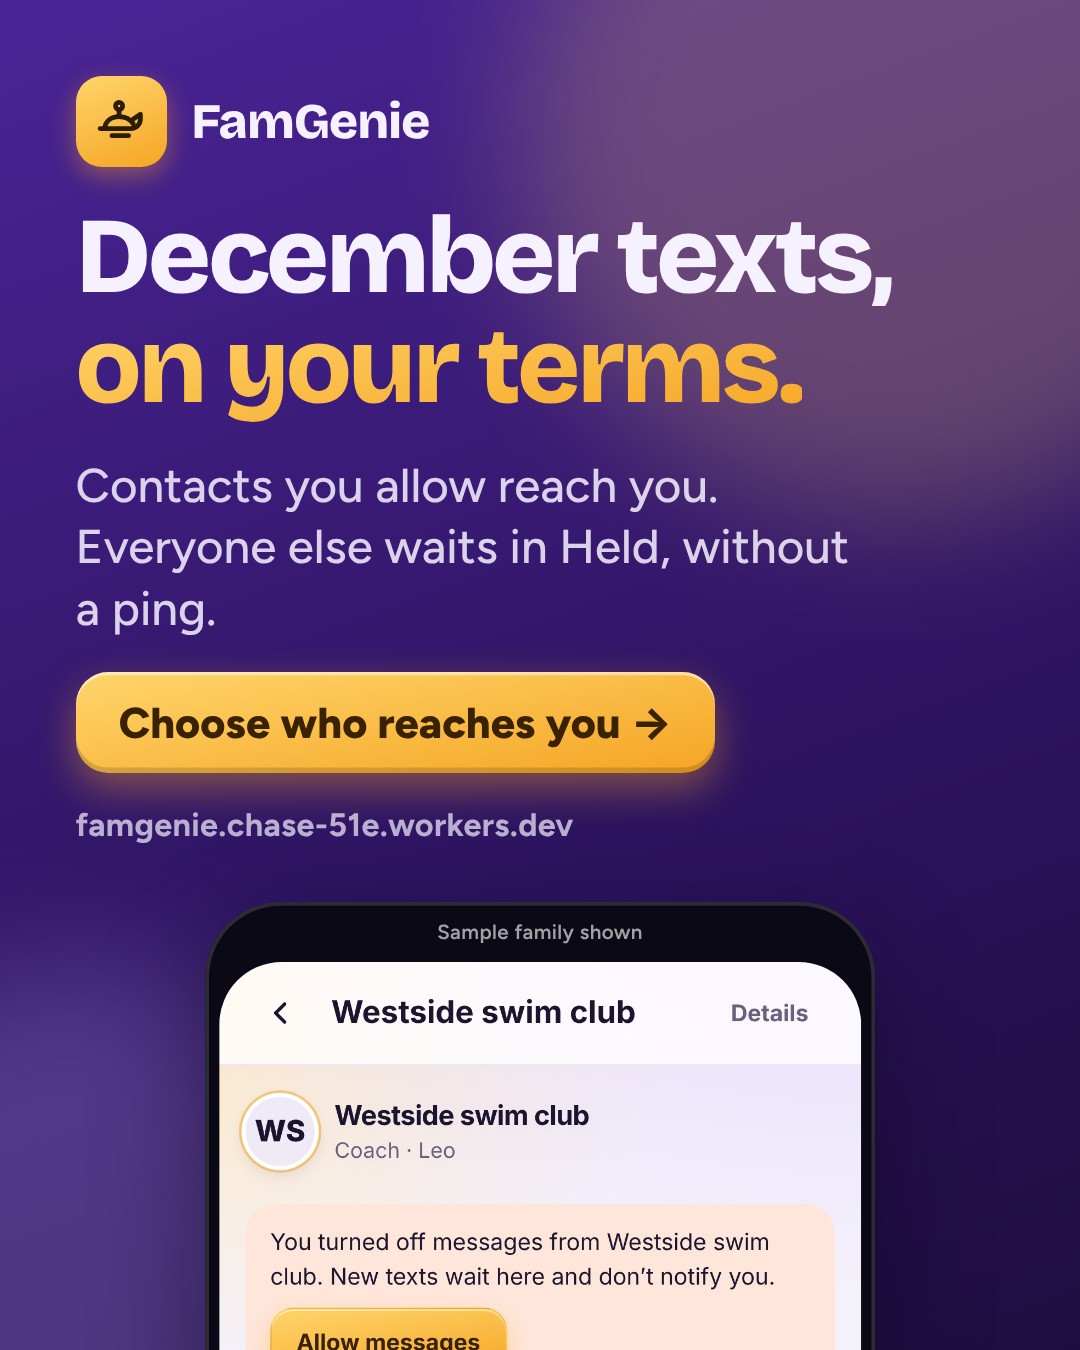 FamGenie
December texts,
on your terms.
Contacts you allow reach you.
Everyone else waits in Held, without
a ping.
Choose who reaches you →
famgenie.chase-51e.workers.dev
Sample family shown
Westside swim club
Details
WS
Westside swim club
Coach · Leo
You turned off messages from Westside swim
club. New texts wait here and don’t notify you.
Allow messages